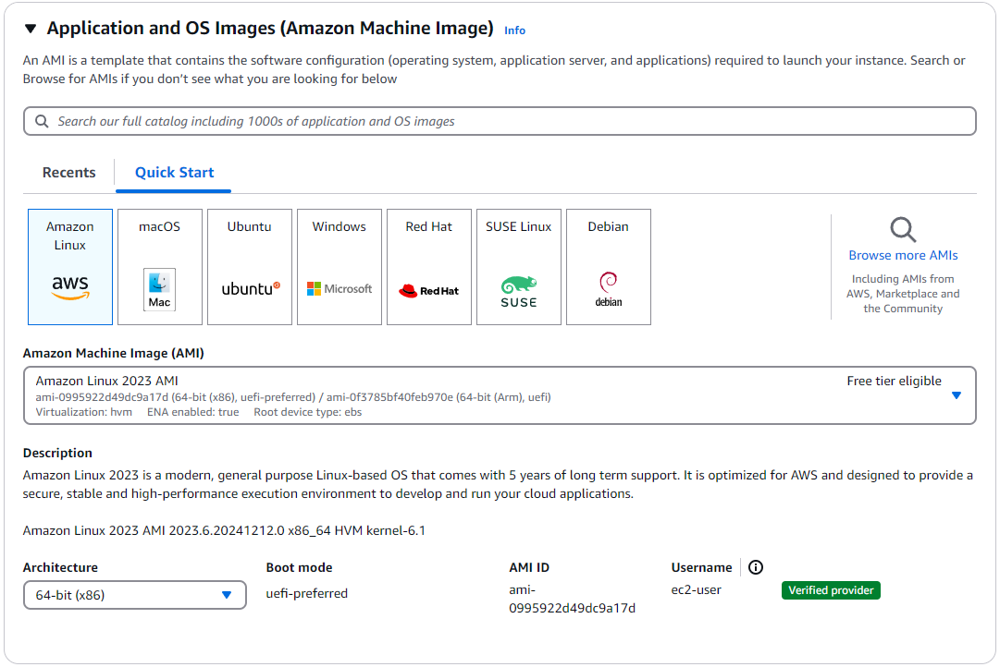 Application and OS Images (Amazon Machine Image) Info
An AMI is a template that contains the software configuration (operating system, application server, and applications) required to launch your instance. Search or
Browse for AMIs if you don’t see what you are looking for below
Search our full catalog including 1000s of application and OS images
Recents
Quick Start
Amazon
Linux
aws
macOS
Mac
Ubuntu
ubuntu
Windows
Microsoft
Red Hat
Red Hat
SUSE Linux
SUSE
Debian
debian
Browse more AMIs
Including AMIs from
AWS, Marketplace and
the Community
Amazon Machine Image (AMI)
Amazon Linux 2023 AMI
Free tier eligible
ami-0995922d49dc9a17d (64-bit (x86), uefi-preferred) / ami-0f3785bf40feb970e (64-bit (Arm), uefi)
Virtualization: hvm ENA enabled: true Root device type: ebs
Description
Amazon Linux 2023 is a modern, general purpose Linux-based OS that comes with 5 years of long term support. It is optimized for AWS and designed to provide a
secure, stable and high-performance execution environment to develop and run your cloud applications.
Amazon Linux 2023 AMI 2023.6.20241212.0 x86_64 HVM kernel-6.1
Architecture
64-bit (x86)
Boot mode
uefi-preferred
AMI ID
ami-
0995922d49dc9a17d
Username
ec2-user
Verified provider